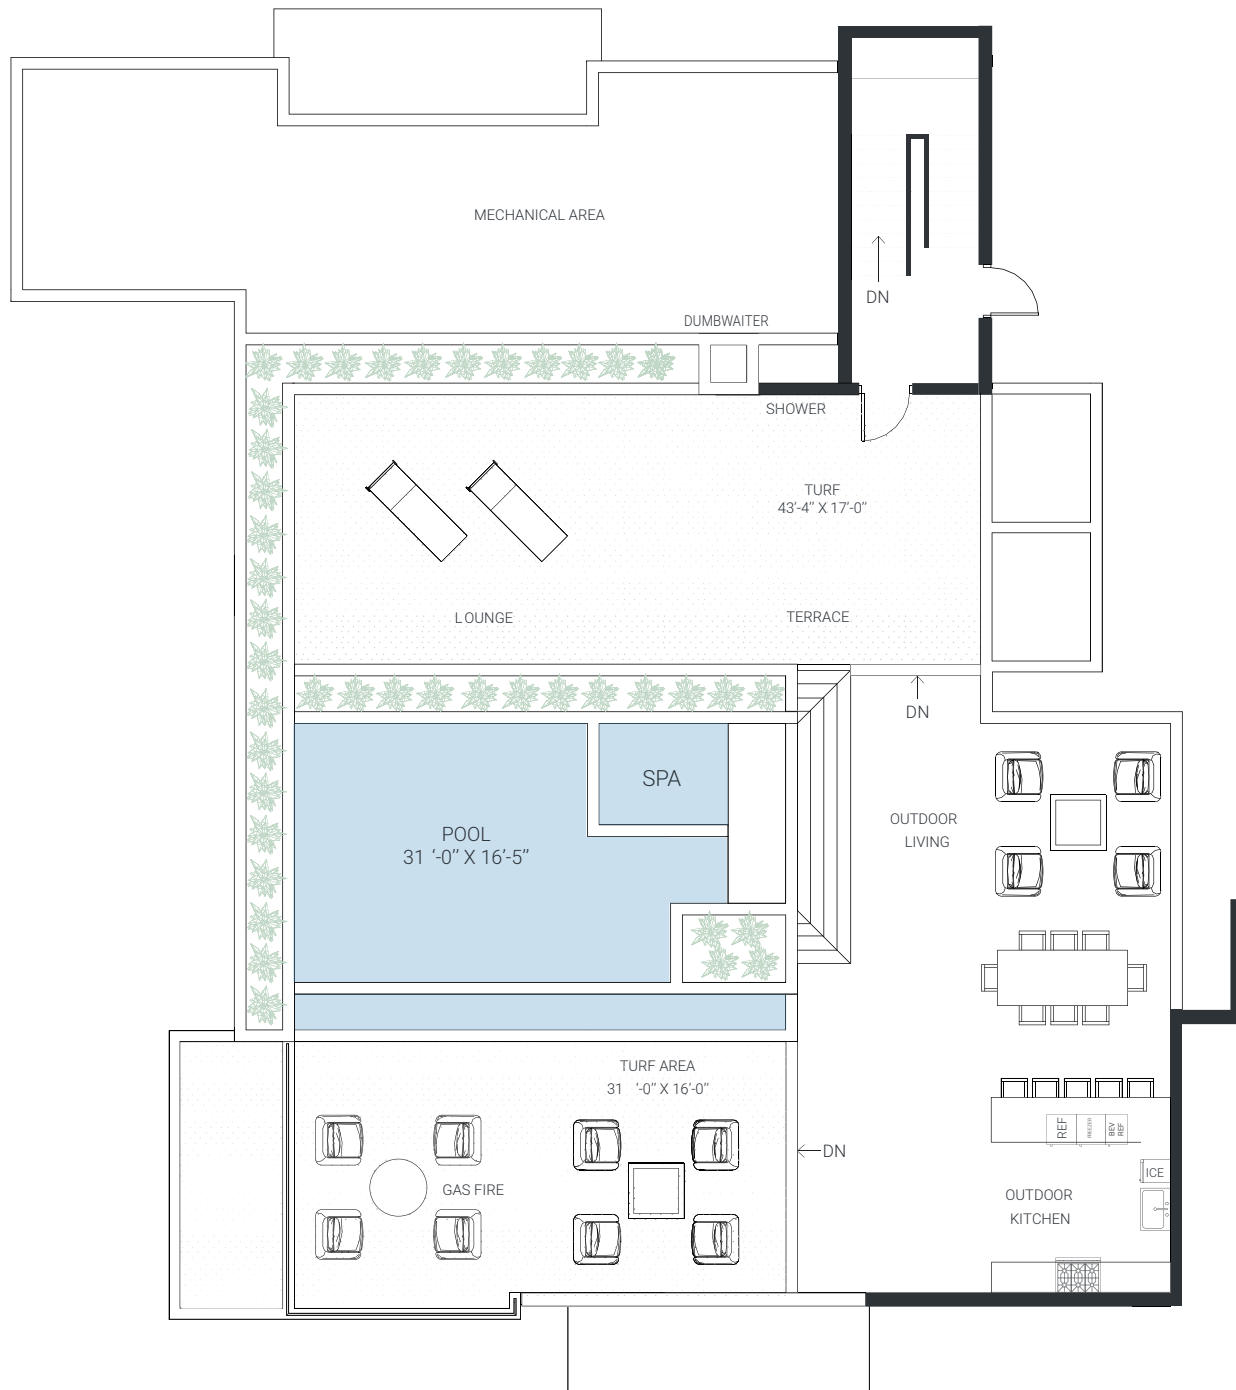 MECHANICAL AREA
DN
DUMBWAITER
SHOWER
TURF
43'-4" X 17'-0"
LOUNGE
TERRACE
DN
SPA
OUTDOOR
LIVING
POOL
31 '-0" X 16'-5"
TURF AREA
31 '-0" X 16'-0"
REF
FREEZER
BEV
REF
DN
ICE
GAS FIRE
OUTDOOR
KITCHEN